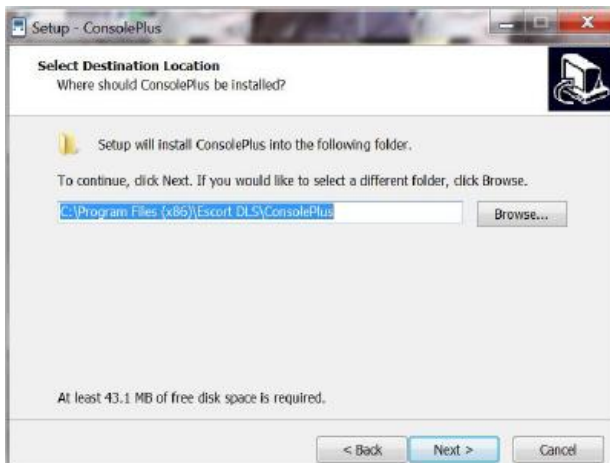 Setup - ConsolePlus
Select Destination Location
Where should ConsolePlus be installed?
Setup will install ConsolePlus into the following folder.
To continue, click Next. If you would like to select a different folder, click Browse.
C:\Program Files (x86)\Escort DLS\ConsolePlus
Browse...
At least 43.1 MB of free disk space is required.
< Back
Next >
Cancel